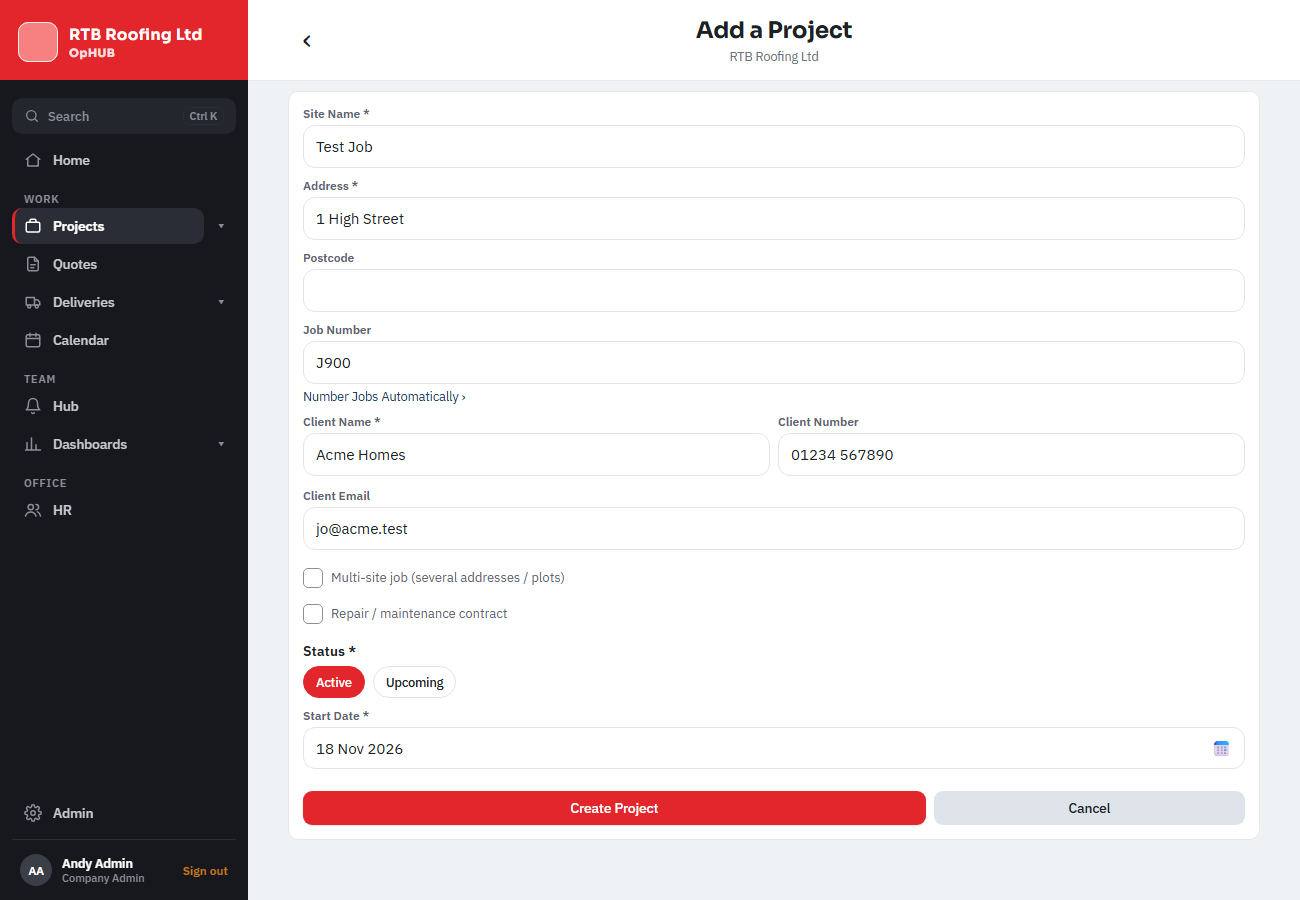 RTB Roofing Ltd
OpHUB
Search
Ctrl K
Home
WORK
Projects
Quotes
Deliveries
Calendar
TEAM
Hub
Dashboards
OFFICE
HR
Admin
AA
Andy Admin
Company Admin
Sign out
Add a Project
RTB Roofing Ltd
Site Name *
Test Job
Address *
1 High Street
Postcode
Job Number
J900
Number Jobs Automatically ›
Client Name *
Acme Homes
Client Number
01234 567890
Client Email
jo@acme.test
Multi-site job (several addresses / plots)
Repair / maintenance contract
Status *
Active
Upcoming
Start Date *
18 Nov 2026
Create Project
Cancel